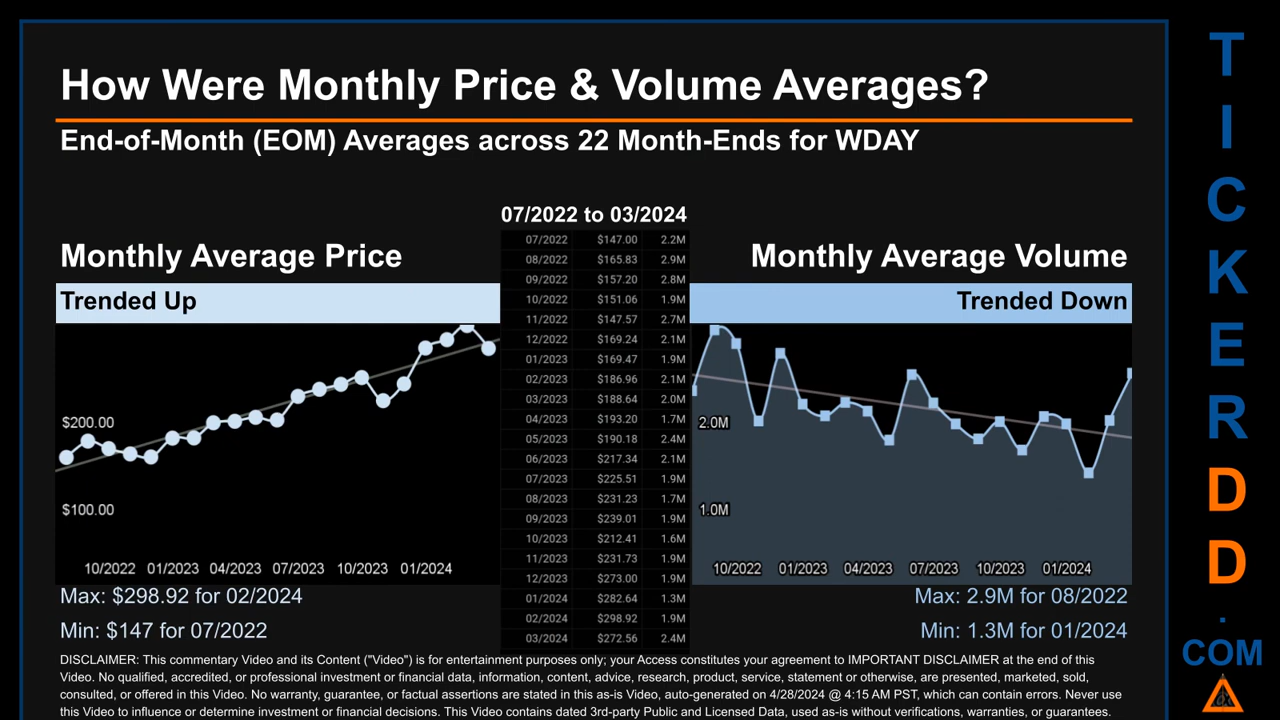 How Were Monthly Price & Volume Averages?
End-of-Month (EOM) Averages across 22 Month-Ends for WDAY
07/2022 to 03/2024
Monthly Average Price
Trended Up
$200.00
$100.00
10/2022 01/2023 04/2023 07/2023 10/2023 01/2024
Max: $298.92 for 02/2024
Min: $147 for 07/2022
07/2022 $147.00 2.2M
08/2022 $165.83 2.9M
09/2022 $157.20 2.8M
10/2022 $151.06 1.9M
11/2022 $147.57 2.7M
12/2022 $169.24 2.1M
01/2023 $169.47 1.9M
02/2023 $186.96 2.1M
03/2023 $188.64 2.0M
04/2023 $193.20 1.7M
05/2023 $190.18 2.4M
06/2023 $217.34 2.1M
07/2023 $225.51 1.9M
08/2023 $231.23 1.7M
09/2023 $239.01 1.9M
10/2023 $212.41 1.6M
11/2023 $231.73 1.9M
12/2023 $273.00 1.9M
01/2024 $282.64 1.3M
02/2024 $298.92 1.9M
03/2024 $272.56 2.4M
Monthly Average Volume
Trended Down
2.0M
1.0M
10/2022 01/2023 04/2023 07/2023 10/2023 01/2024
Max: 2.9M for 08/2022
Min: 1.3M for 01/2024
DISCLAIMER: This commentary Video and its Content ("Video") is for entertainment purposes only; your Access constitutes your agreement to IMPORTANT DISCLAIMER at the end of this
Video. No qualified, accredited, or professional investment or financial data, information, content, advice, research, product, service, statement or otherwise, are presented, marketed, sold,
consulted, or offered in this Video. No warranty, guarantee, or factual assertions are stated in this as-is Video, auto-generated on 4/28/2024 @ 4:15 AM PST, which can contain errors. Never use
this Video to influence or determine investment or financial decisions. This Video contains dated 3rd-party Public and Licensed Data, used as-is without verifications, warranties, or guarantees.
TICKERDD.COM